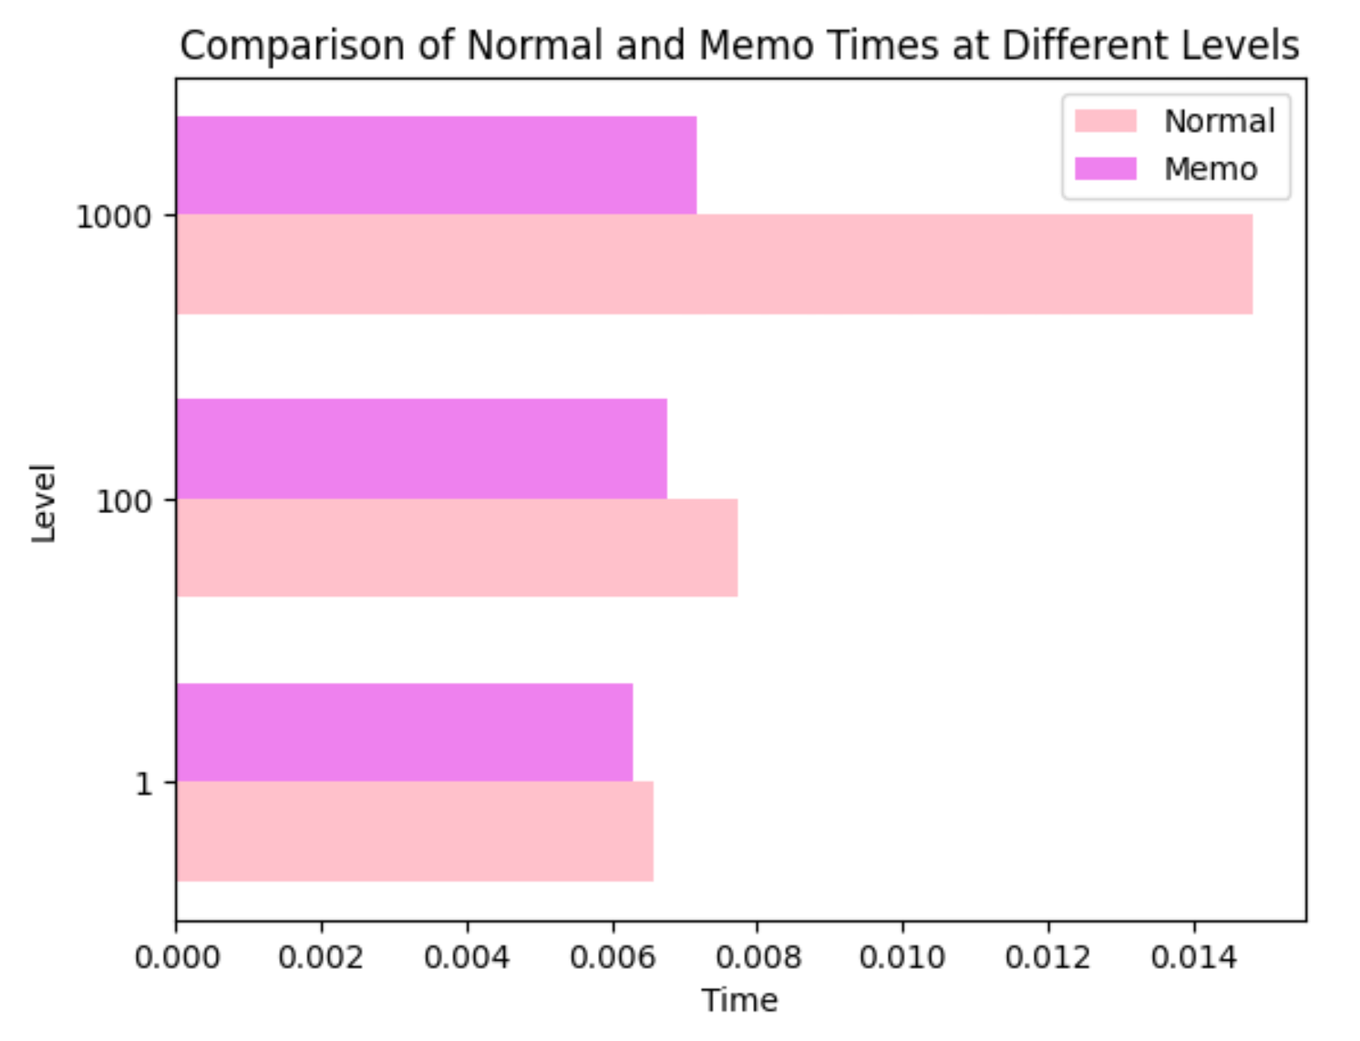 Comparison of Normal and Memo Times at Different Levels
Normal
Memo
1000
100
1
Level
0.000 0.002 0.004 0.006 0.008 0.010 0.012 0.014
Time